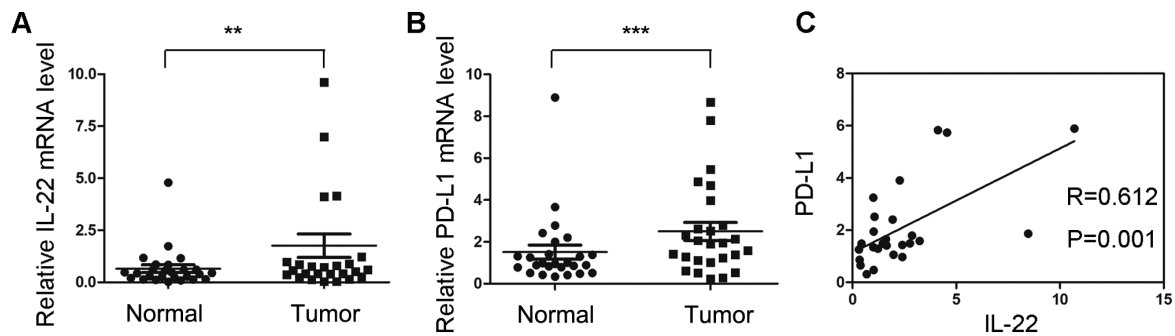 A
**
Relative IL-22 mRNA level
10.0
7.5
5.0
2.5
0.0
Normal
Tumor
B
***
Relative PD-L1 mRNA level
10
8
6
4
2
0
Normal
Tumor
C
PD-L1
8
6
4
2
0
R=0.612
P=0.001
0
5
10
15
IL-22